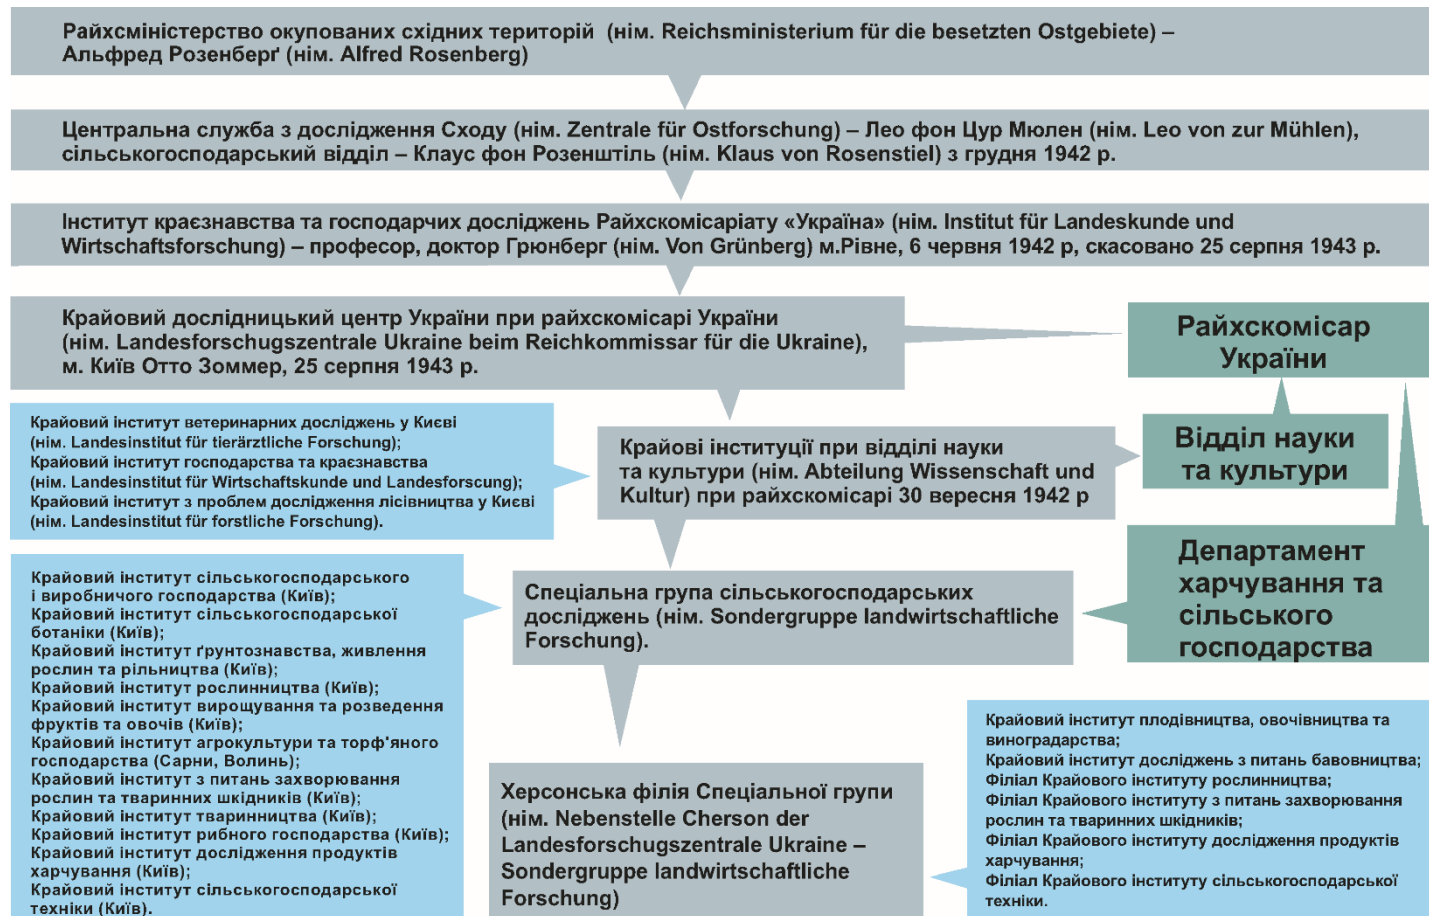 Райхсміністерство окупованих східних територій (нім. Reichsministerium für die besetzten Ostgebiete) –
Альфред Розенберґ (нім. Alfred Rosenberg)
Центральна служба з дослідження Сходу (нім. Zentrale für Ostforschung) – Лео фон Цур Мюлен (нім. Leo von zur Mühlen),
сільськогосподарський відділ – Клаус фон Розенштіль (нім. Klaus von Rosenstiel) з грудня 1942 р.
Інститут краєзнавства та господарчих досліджень Райхскомісаріату «Україна» (нім. Institut für Landeskunde und
Wirtschaftsforschung) – професор, доктор Грюнберг (нім. Von Grünberg) м.Рівне, 6 червня 1942 р, скасовано 25 серпня 1943 р.
Крайовий дослідницький центр України при райхскомісарі України
(нім. Landesforschugszentrale Ukraine beim Reichkommissar für die Ukraine),
м. Київ Отто Зоммер, 25 серпня 1943 р.
Райхскомісар
України
Крайовий інститут ветеринарних досліджень у Києві
(нім. Landesinstitut für tierärztliche Forschung);
Крайовий інститут господарства та краєзнавства
(нім. Landesinstitut für Wirtschaftskunde und Landesforscung);
Крайовий інститут з проблем дослідження лісівництва у Києві
(нім. Landesinstitut für forstliche Forschung).
Крайові інституції при відділі науки
та культури (нім. Abteilung Wissenschaft und
Kultur) при райхскомісарі 30 вересня 1942 р
Відділ науки
та культури
Крайовий інститут сільськогосподарського
і виробничого господарства (Київ);
Крайовий інститут сільськогосподарської
ботаніки (Київ);
Крайовий інститут ґрунтознавства, живлення
рослин та рільництва (Київ);
Крайовий інститут рослинництва (Київ);
Крайовий інститут вирощування та розведення
фруктів та овочів (Київ);
Крайовий інститут агрокультури та торф'яного
господарства (Сарни, Волинь);
Крайовий інститут з питань захворювання
рослин та тваринних шкідників (Київ);
Крайовий інститут тваринництва (Київ);
Крайовий інститут рибного господарства (Київ);
Крайовий інститут дослідження продуктів
харчування (Київ);
Крайовий інститут сільськогосподарської
техніки (Київ).
Спеціальна група сільськогосподарських
досліджень (нім. Sondergruppe landwirtschaftliche
Forschung).
Департамент
харчування та
сільського
господарства
Херсонська філія Спеціальної групи
(нім. Nebenstelle Cherson der
Landesforschugszentrale Ukraine –
Sondergruppe landwirtschaftliche
Forschung)
Крайовий інститут плодівництва, овочівництва та
виноградарства;
Крайовий інститут досліджень з питань бавовництва;
Філіал Крайового інституту рослинництва;
Філіал Крайового інституту з питань захворювання
рослин та тваринних шкідників;
Філіал Крайового інституту дослідження продуктів
харчування;
Філіал Крайового інституту сільськогосподарської
техніки.